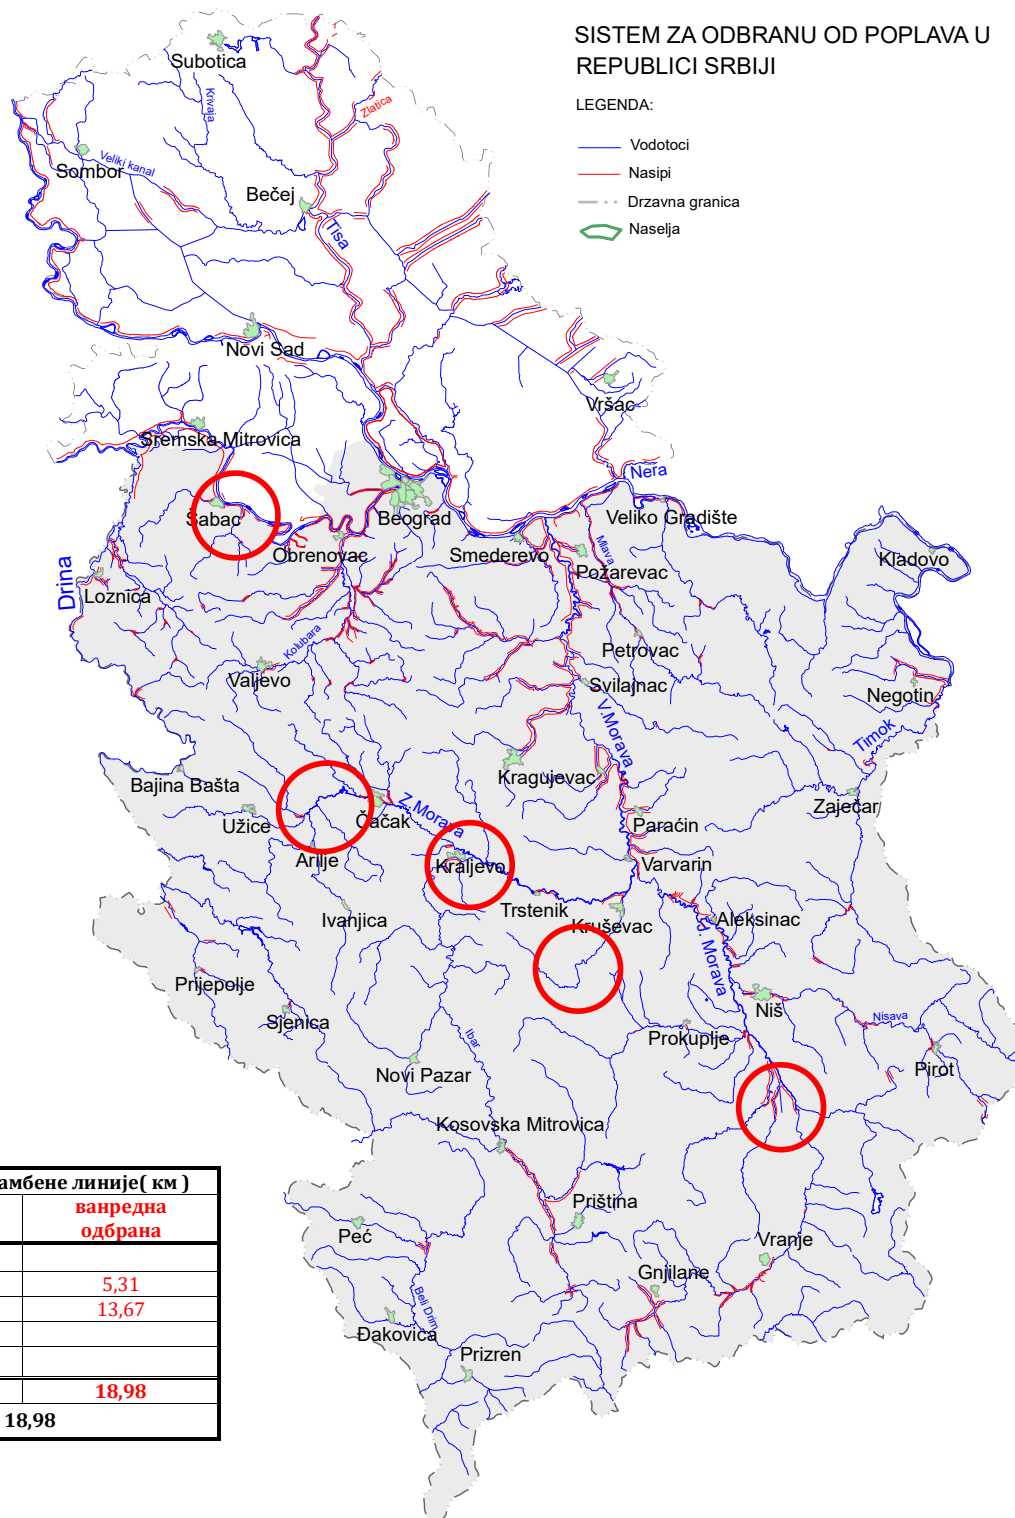 SISTEM ZA ODBRANU OD POPLAVA U
REPUBLICI SRBIJI
LEGENDA:
Vodotoci
Nasipi
Drzavna granica
Naselja
Subotica
Krivaja
Zlatica
Sombor
Veliki kanal
Bečej
Tisa
Novi Sad
Vršac
Sremska Mitrovica
Nera
Šabac
Beograd
Veliko Gradište
Obrenovac
Smederevo
Mlava
Požarevac
Kladovo
Drina
Loznica
Kolubara
Petrovac
Valjevo
Svilajnac
Negotin
V.Morava
Timok
Bajina Bašta
Kragujevac
Zaječar
Užice
Čačak
Z.Morava
Paraćin
Arilje
Kraljevo
Varvarin
Ivanjica
Trstenik
Kruševac
Aleksinac
J. Morava
Prijepolje
Niš
Sjenica
Nisava
Ibar
Prokuplje
Novi Pazar
Pirot
Kosovska Mitrovica
Priština
Peć
Vranje
Gnjilane
Beli Drim
Đakovica
Prizren
амбене линије( км )
ванредна
одбрана
5,31
13,67
18,98
18,98